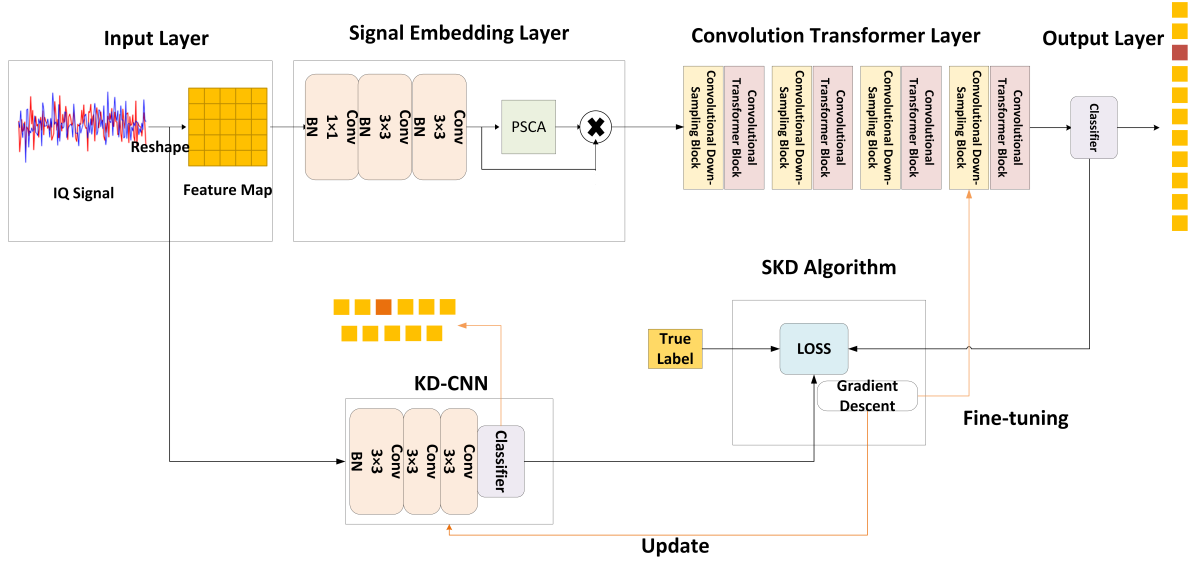 Input Layer
Signal Embedding Layer
Convolution Transformer Layer
Output Layer
Reshape
IQ Signal
Feature Map
Conv
1×1
BN
Conv
3×3
BN
Conv
3×3
BN
PSCA
Convolutional Down-
Sampling Block
Convolutional
Transformer Block
Convolutional Down-
Sampling Block
Convolutional
Transformer Block
Convolutional Down-
Sampling Block
Convolutional
Transformer Block
Convolutional Down-
Sampling Block
Convolutional
Transformer Block
Classifier
SKD Algorithm
True
Label
LOSS
Gradient
Descent
Fine-tuning
KD-CNN
Conv
3×3
BN
Conv
3×3
Conv
3×3
Classifier
Update